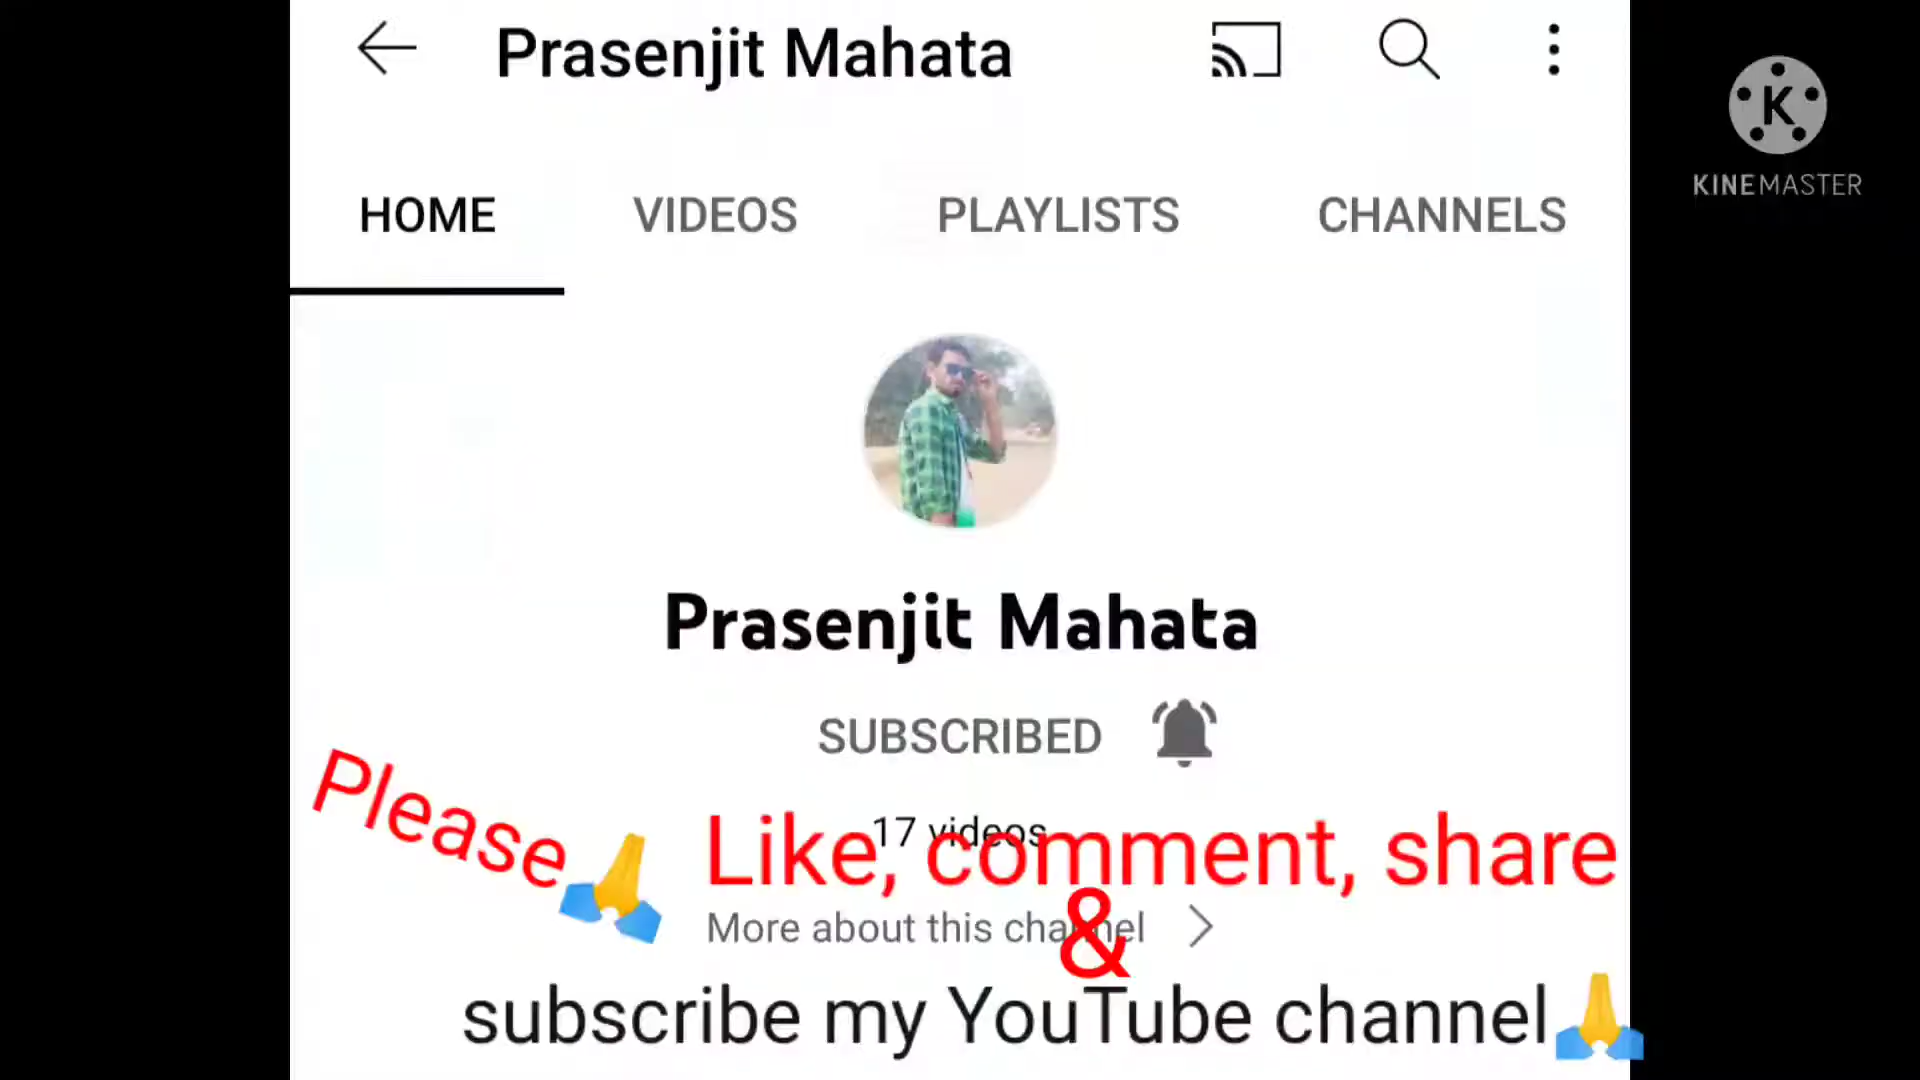 Prasenjit Mahata
KINEMASTER
HOME VIDEOS PLAYLISTS CHANNELS
Prasenjit Mahata
SUBSCRIBED
17 videos
Please🙏 Like, comment, share
&
More about this channel
subscribe my YouTube channel🙏